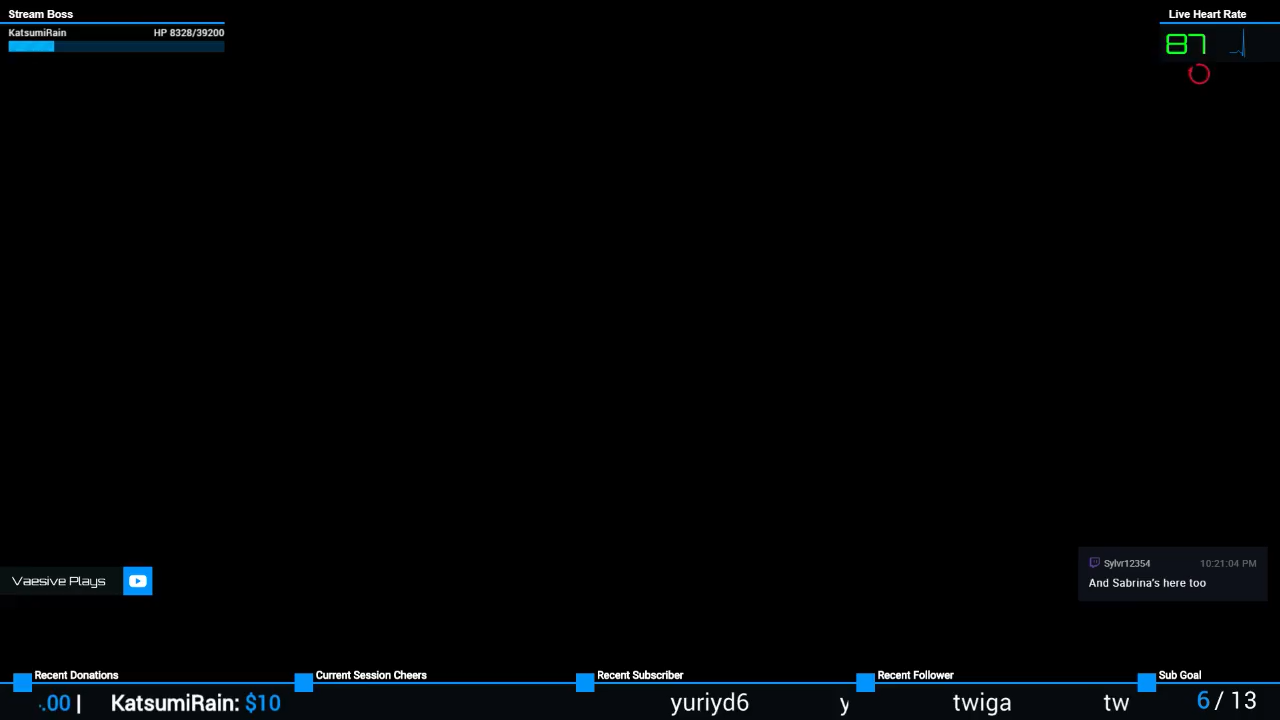 Stream Boss
KatsumiRain HP 8328/39200
Live Heart Rate
87
Vaesive Plays
Sylvr12354 10:21:04 PM
And Sabrina's here too
Recent Donations
.00 | KatsumiRain: $10
Current Session Cheers
Recent Subscriber
yuriyd6 y
Recent Follower
twiga tw
Sub Goal
6 / 13